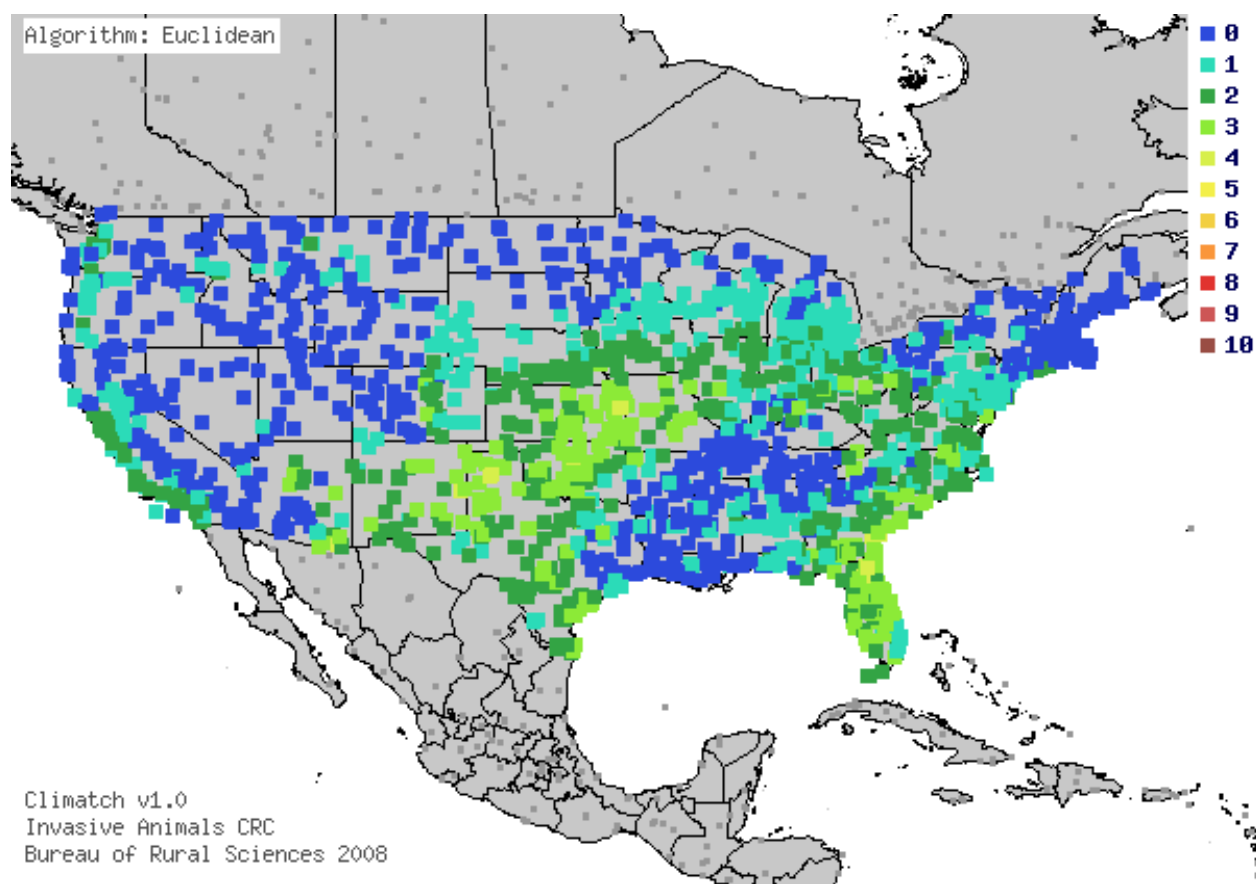 Algorithm: Euclidean
0
1
2
3
4
5
6
7
8
9
10
Climatch v1.0
Invasive Animals CRC
Bureau of Rural Sciences 2008